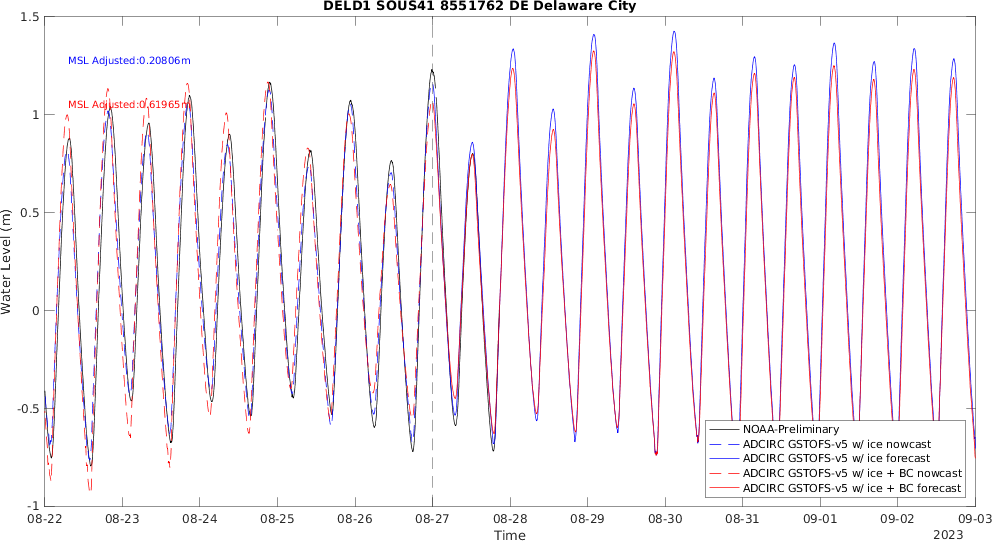 DELD1 SOUS41 8551762 DE Delaware City
1.5
MSL Adjusted:0.20806m
MSL Adjusted:0.61965m
1
0.5
0
-0.5
-1
Water Level (m)
NOAA-Preliminary
ADCIRC GSTOFS-v5 w/ ice nowcast
ADCIRC GSTOFS-v5 w/ ice forecast
ADCIRC GSTOFS-v5 w/ ice + BC nowcast
ADCIRC GSTOFS-v5 w/ ice + BC forecast
08-22 08-23 08-24 08-25 08-26 08-27 08-28 08-29 08-30 08-31 09-01 09-02 09-03
Time
2023